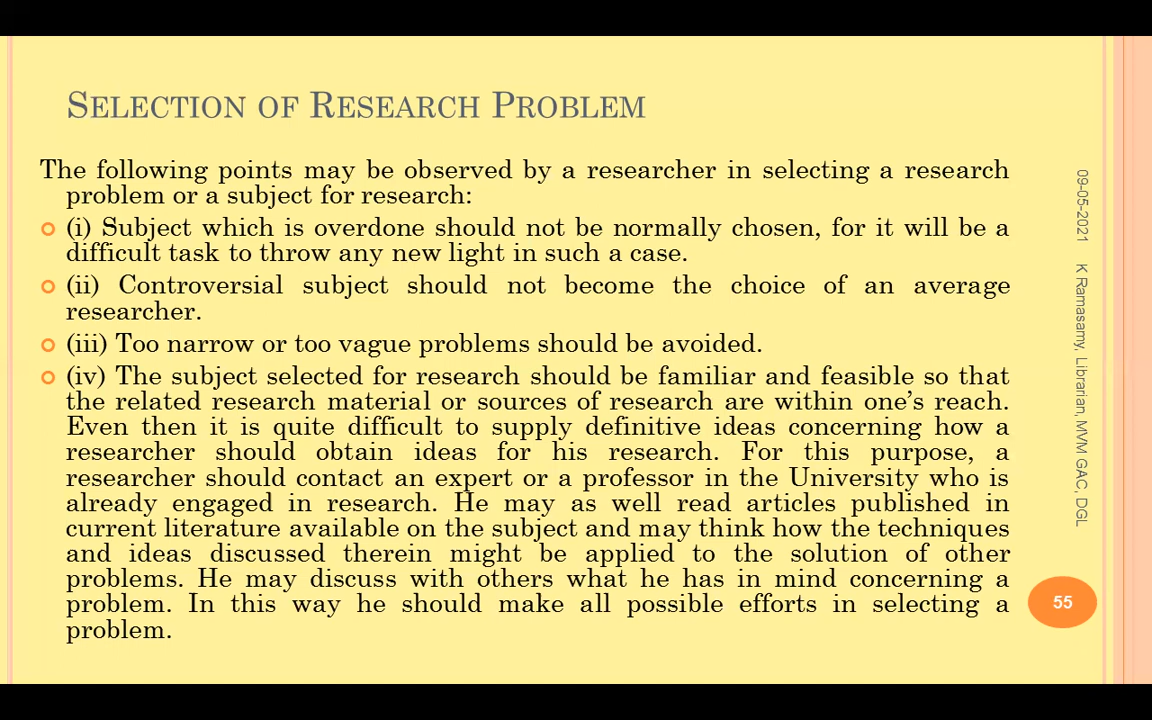 SELECTION OF RESEARCH PROBLEM
The following points may be observed by a researcher in selecting a research
problem or a subject for research:
(i) Subject which is overdone should not be normally chosen, for it will be a
difficult task to throw any new light in such a case.
(ii) Controversial subject should not become the choice of an average
researcher.
(iii) Too narrow or too vague problems should be avoided.
(iv) The subject selected for research should be familiar and feasible so that
the related research material or sources of research are within one's reach.
Even then it is quite difficult to supply definitive ideas concerning how a
researcher should obtain ideas for his research. For this purpose, a
researcher should contact an expert or a professor in the University who is
already engaged in research. He may as well read articles published in
current literature available on the subject and may think how the techniques
and ideas discussed therein might be applied to the solution of other
problems. He may discuss with others what he has in mind concerning a
problem. In this way he should make all possible efforts in selecting a
problem.
09-05-2021 K Ramasamy, Librarian, MVM GAC, DGL
55